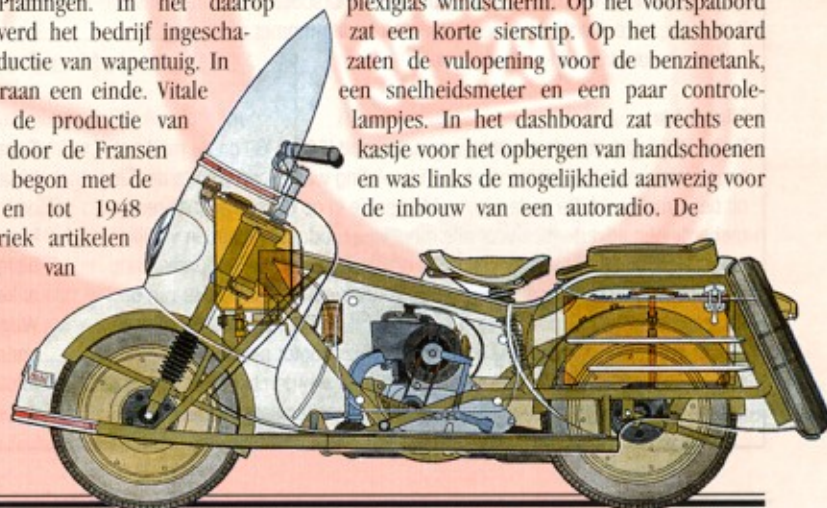 Plaffingen. In het daarop
werd het bedrijf ingescha-
ductie van wapentuig. In
raan een einde. Vitale
de productie van
door de Fransen
begon met de
en tot 1948
riek artikelen
van
plexiglas windscherm. Op het voorspatbord
zat een korte sierstrip. Op het dashboard
zaten de vulopening voor de benzinetank,
een snelheidsmeter en een paar controle-
lampjes. In het dashboard zat rechts een
kastje voor het opbergen van handschoenen
en was links de mogelijkheid aanwezig voor
de inbouw van een autoradio. De